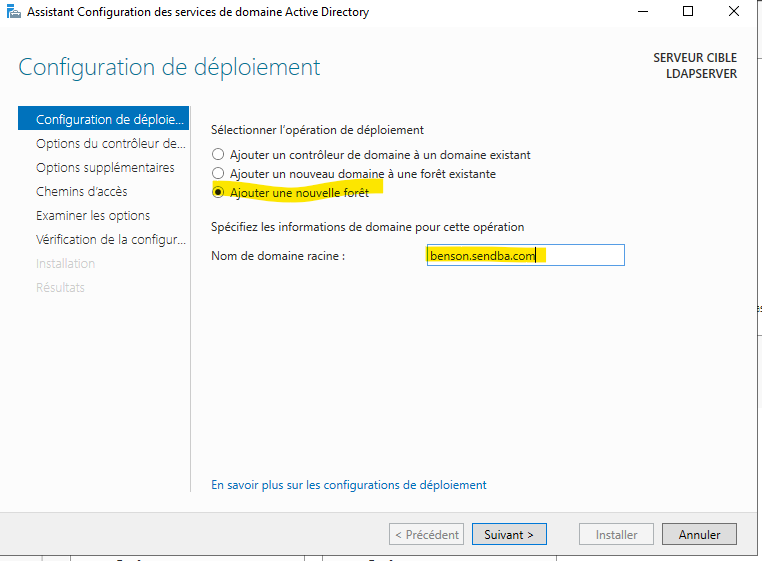 Assistant Configuration des services de domaine Active Directory
Configuration de déploiement
SERVEUR CIBLE
LDAPSERVER
Configuration de déploie...
Options du contrôleur de...
Options supplémentaires
Chemins d'accès
Examiner les options
Vérification de la configur...
Installation
Résultats
Sélectionner l'opération de déploiement
Ajouter un contrôleur de domaine à un domaine existant
Ajouter un nouveau domaine à une forêt existante
Ajouter une nouvelle forêt
Spécifiez les informations de domaine pour cette opération
Nom de domaine racine :
benson.sendba.com
En savoir plus sur les configurations de déploiement
< Précédent
Suivant >
Installer
Annuler